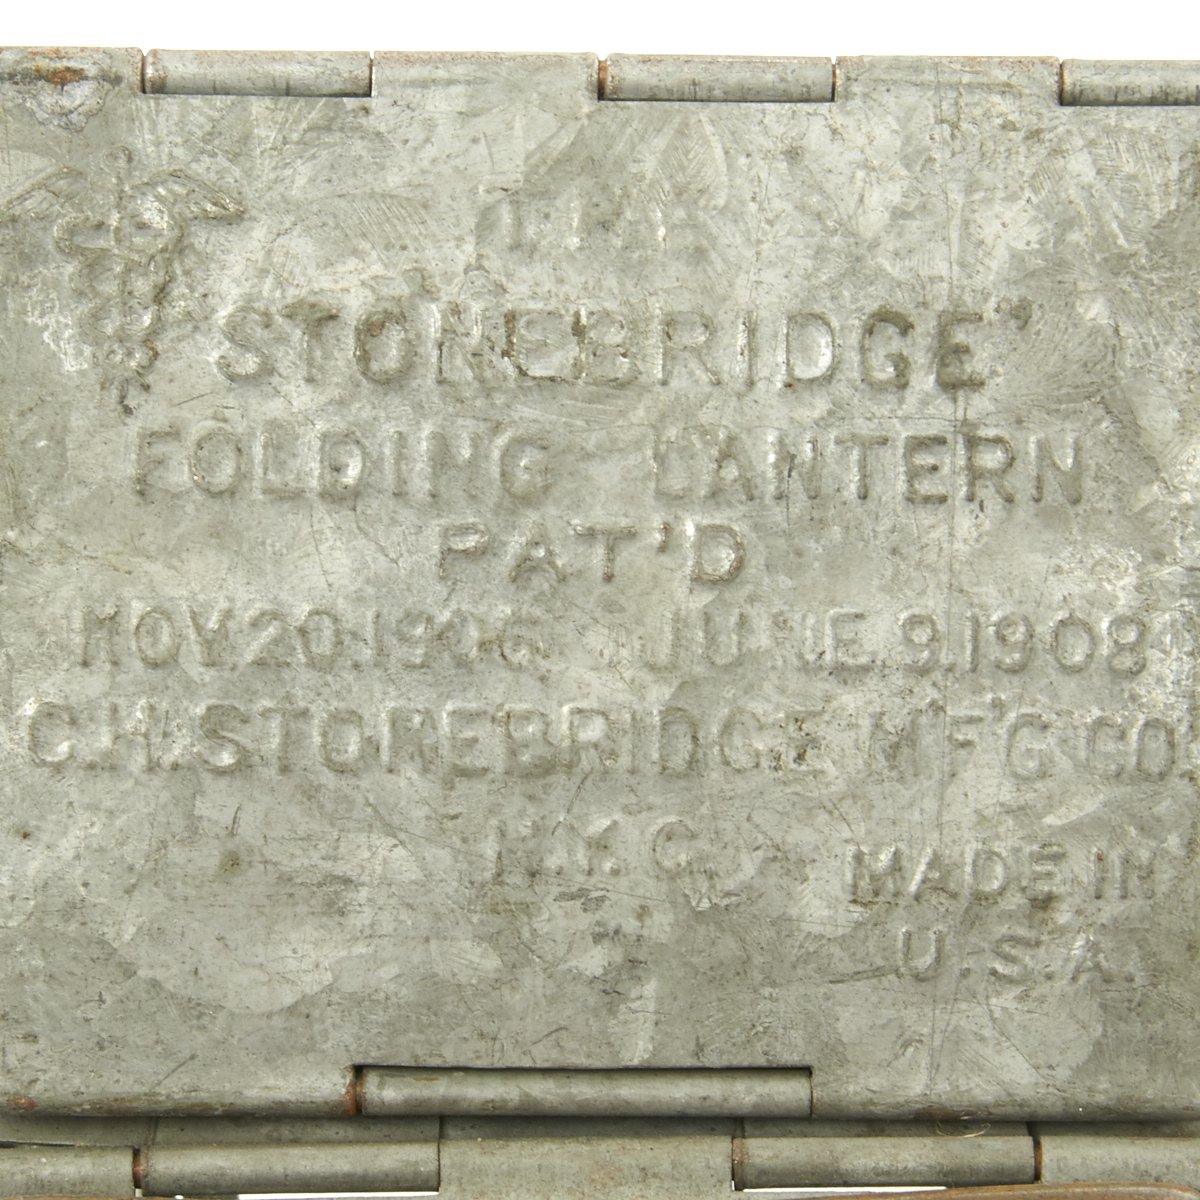 "STONEBRIDGE"
FOLDING LANTERN
PAT'D
NOV. 20. 1906 JUNE. 9. 1908
C.H. STONEBRIDGE M'F'G CO.
N.Y.C.
MADE IN
U.S.A.